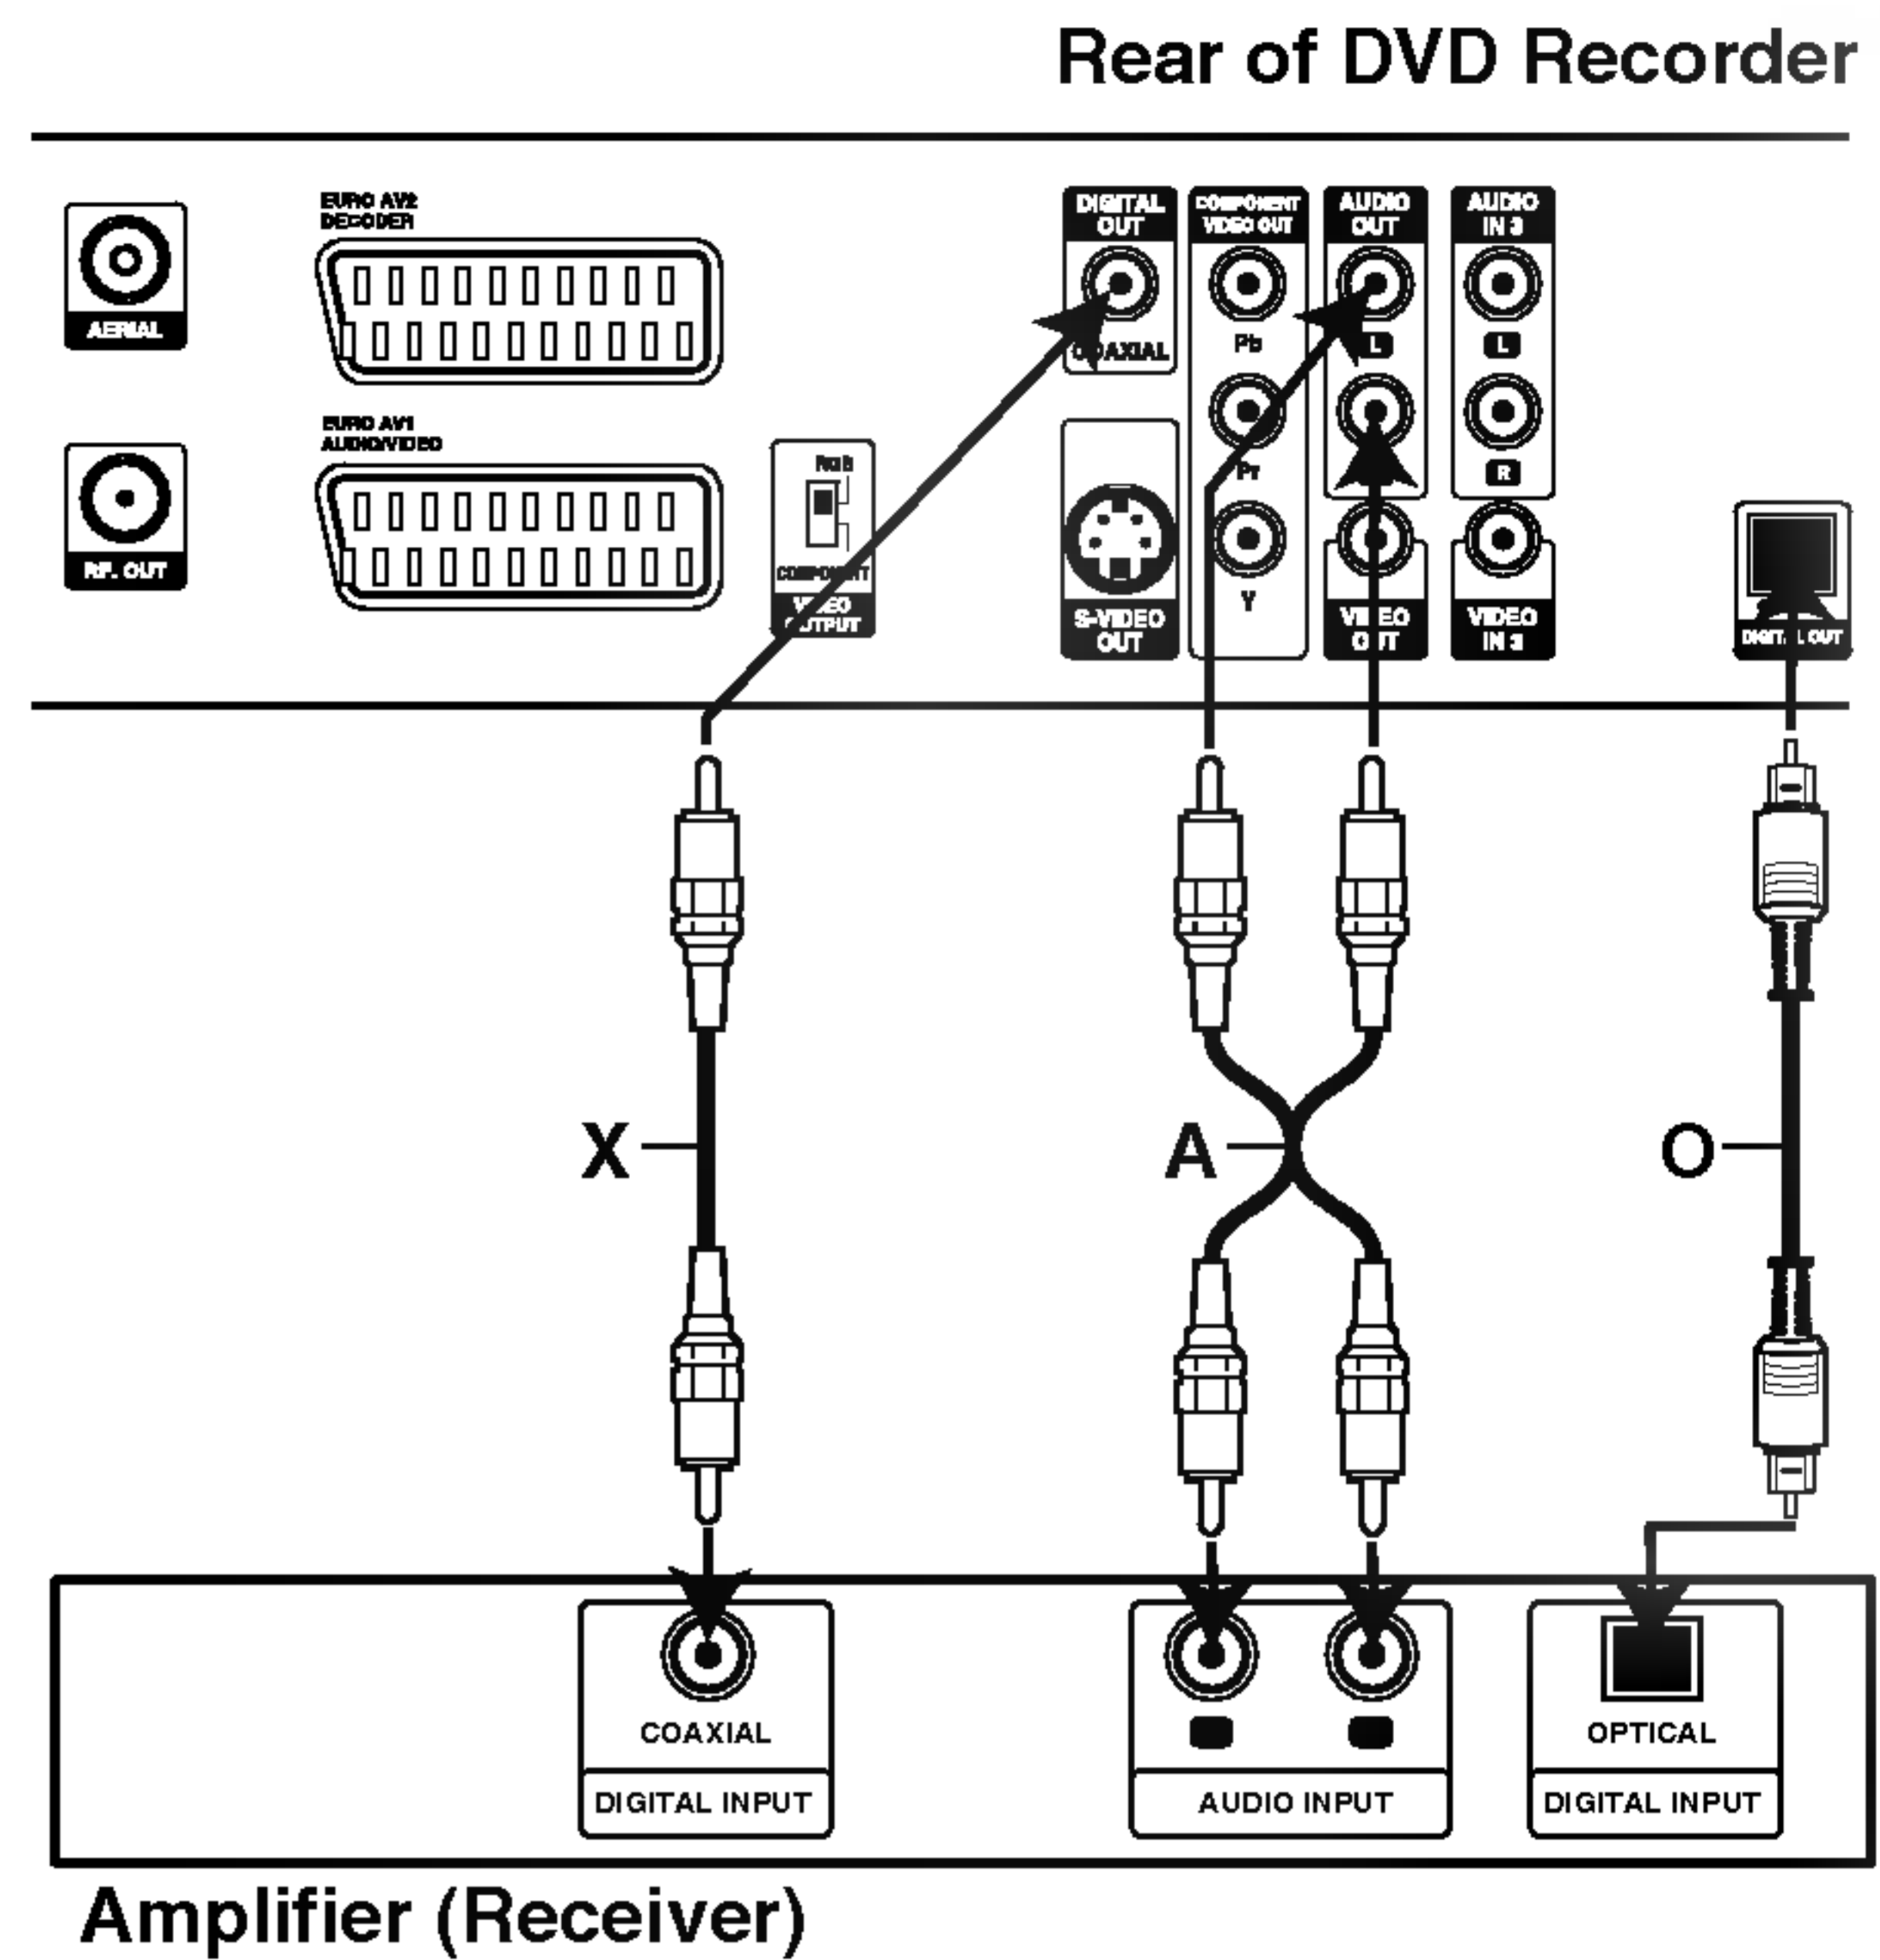 Rear of DVD Recorder
EURO AV2
DECODER
AERIAL
EURO AV1
AUDIO/VIDEO
RF. OUT
RGB
COMPONENT
VIDEO
OUTPUT
DIGITAL
OUT
COAXIAL
S-VIDEO
OUT
COMPONENT
VIDEO OUT
Pb
Pr
Y
AUDIO
OUT
L
VIDEO
OUT
AUDIO
IN 3
L
R
VIDEO
IN 3
DIGITAL OUT
X
A
O
COAXIAL
DIGITAL INPUT
AUDIO INPUT
OPTICAL
DIGITAL INPUT
Amplifier (Receiver)